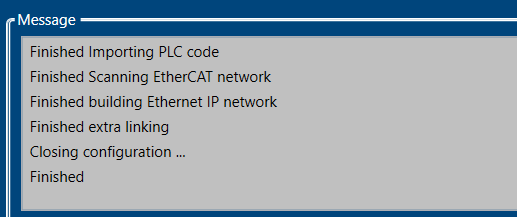 Message
Finished Importing PLC code
Finished Scanning EtherCAT network
Finished building Ethernet IP network
Finished extra linking
Closing configuration ...
Finished